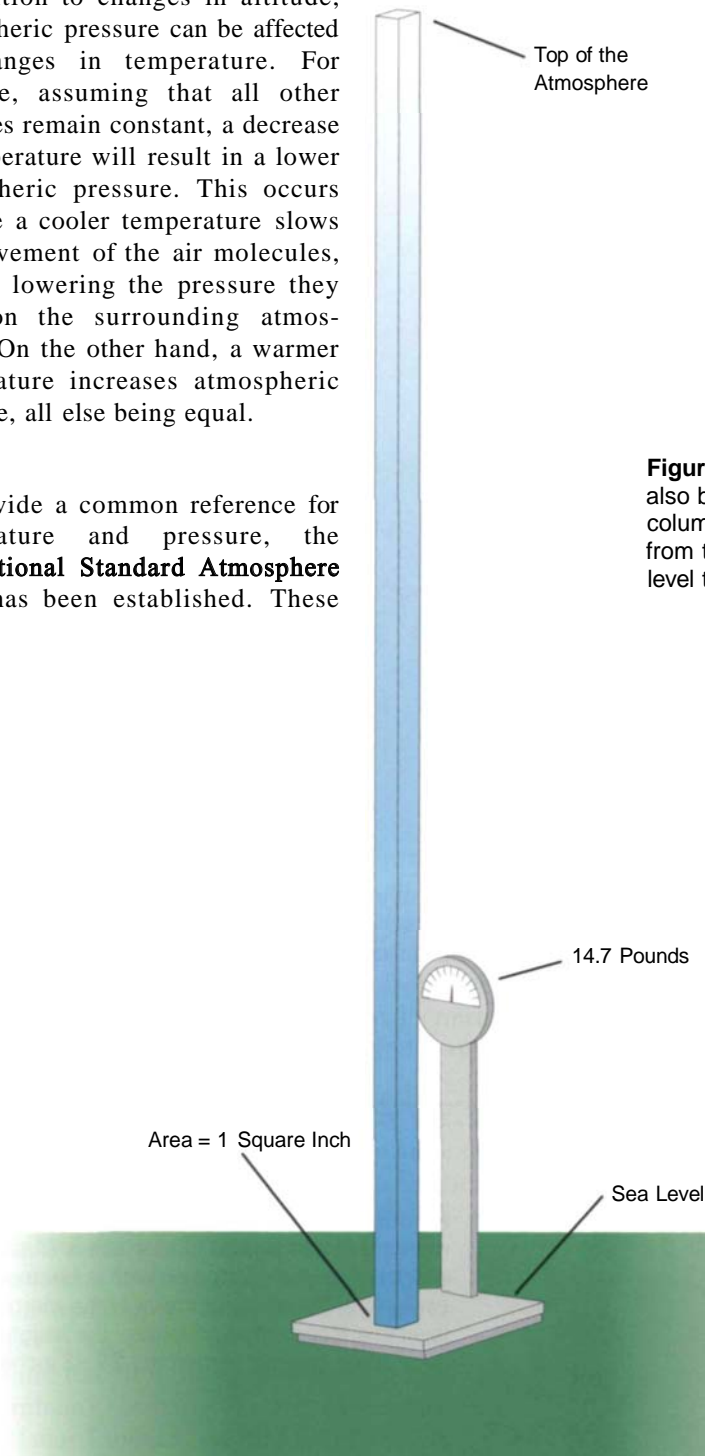 tion to changes in altitude,
heric pressure can be affected
anges in temperature. For
e, assuming that all other
es remain constant, a decrease
perature will result in a lower
heric pressure. This occurs
e a cooler temperature slows
vement of the air molecules,
lowering the pressure they
on the surrounding atmos-
On the other hand, a warmer
ature increases atmospheric
e, all else being equal.
vide a common reference for
ature and pressure, the
tional Standard Atmosphere
has been established. These
Top of the
Atmosphere
Figur
also b
colum
from t
level t
14.7 Pounds
Area = 1 Square Inch
Sea Level